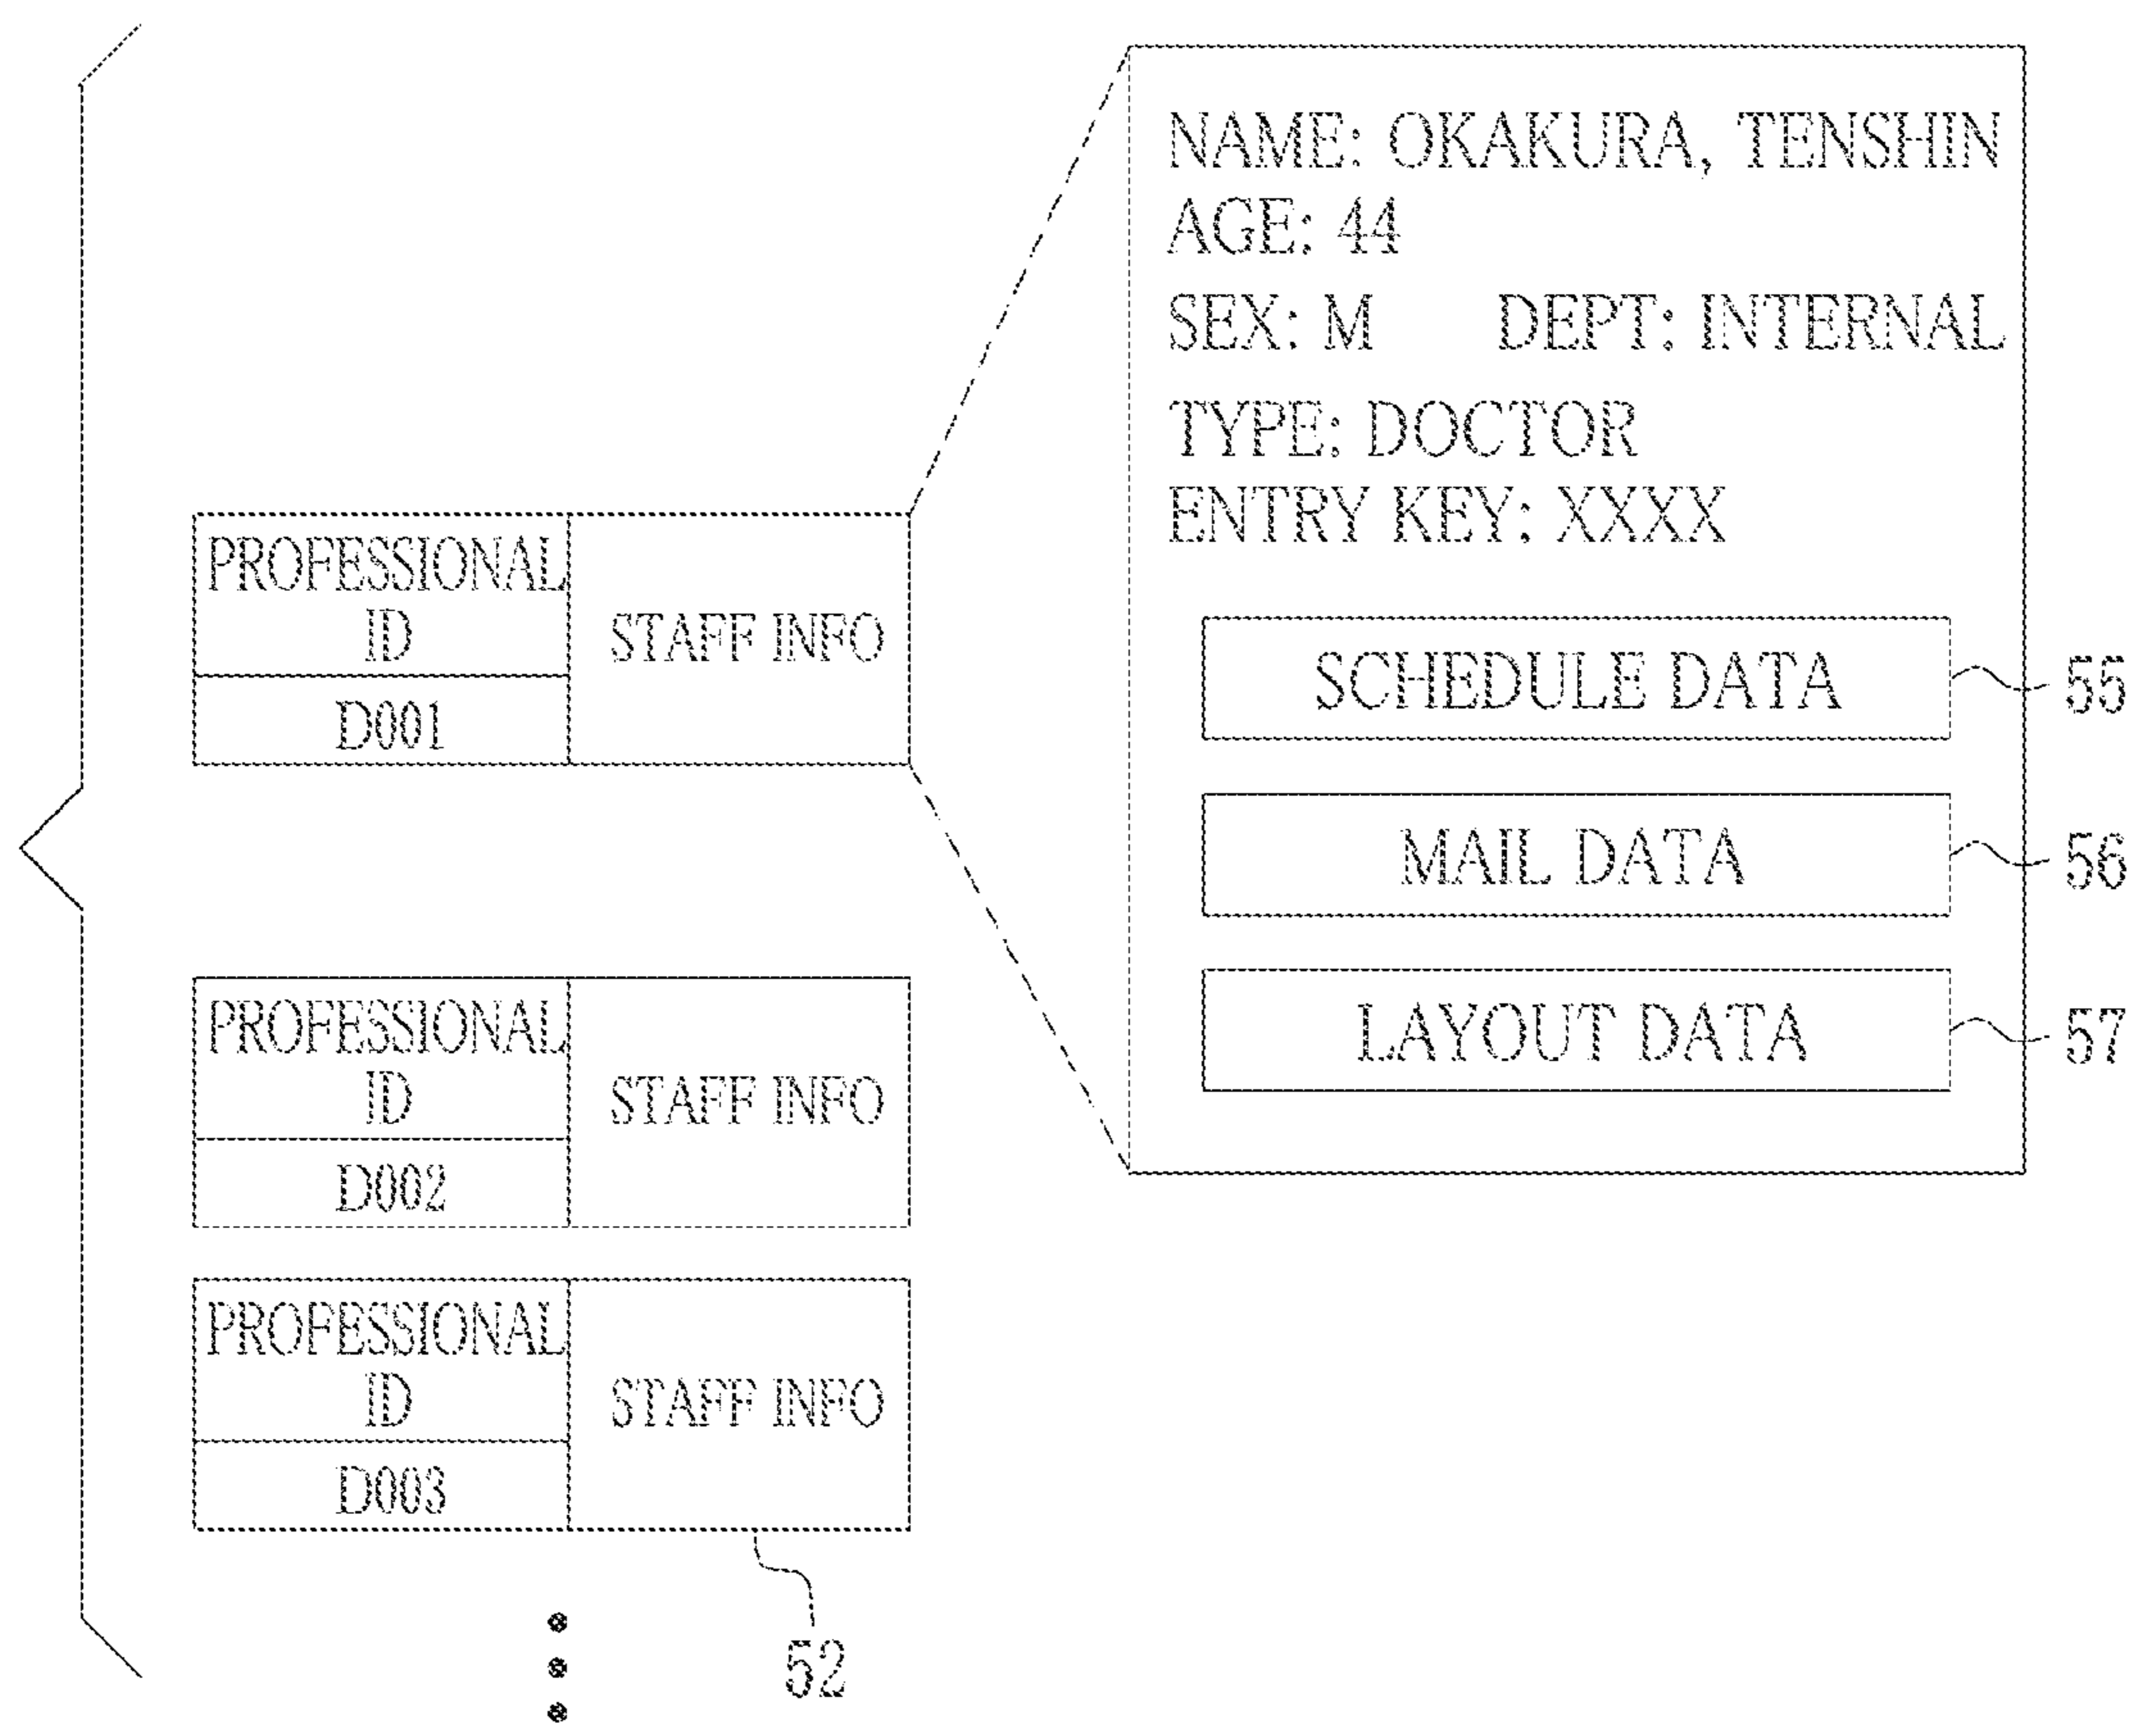 NAME: OKAKURA, TENSHIN
AGE: 44
SEX: M DEPT: INTERNAL
TYPE: DOCTOR
ENTRY KEY: XXXX
SCHEDULE DATA
55
MAIL DATA
56
LAYOUT DATA
57
PROFESSIONAL
ID
D001
STAFF INFO
PROFESSIONAL
ID
D002
STAFF INFO
PROFESSIONAL
ID
D003
STAFF INFO
52